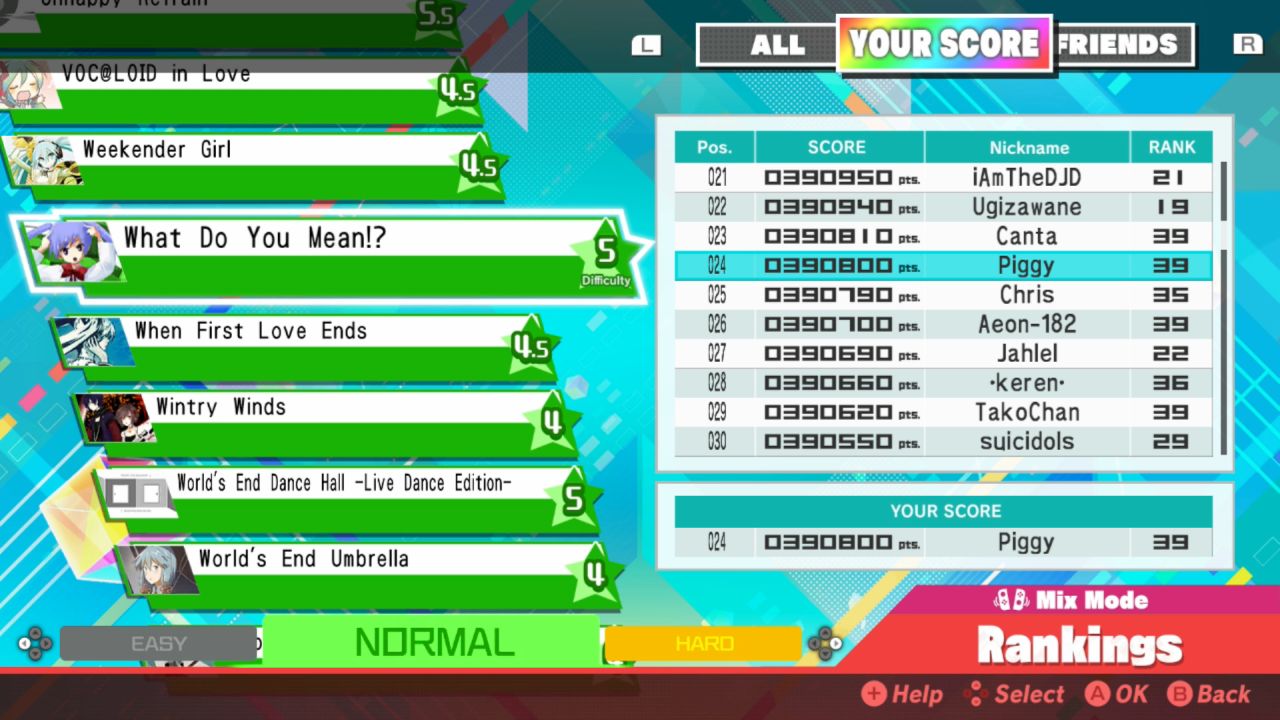 Unhappy Refrain
5.5
VOC@LOID in Love
4.5
Weekender Girl
4.5
What Do You Mean!?
5
Difficulty
When First Love Ends
4.5
Wintry Winds
4
World's End Dance Hall -Live Dance Edition-
5
World's End Umbrella
4
EASY
NORMAL
HARD
L
ALL
YOUR SCORE
FRIENDS
R
Pos. SCORE Nickname RANK
021 0390950 pts. iAmTheDJD 21
022 0390940 pts. Ugizawane 19
023 0390810 pts. Canta 39
024 0390800 pts. Piggy 39
025 0390790 pts. Chris 35
026 0390700 pts. Aeon-182 39
027 0390690 pts. Jahlel 22
028 0390660 pts. ·keren· 36
029 0390620 pts. TakoChan 39
030 0390550 pts. suicidols 29
YOUR SCORE
024 0390800 pts. Piggy 39
Mix Mode
Rankings
+ Help Select A OK B Back